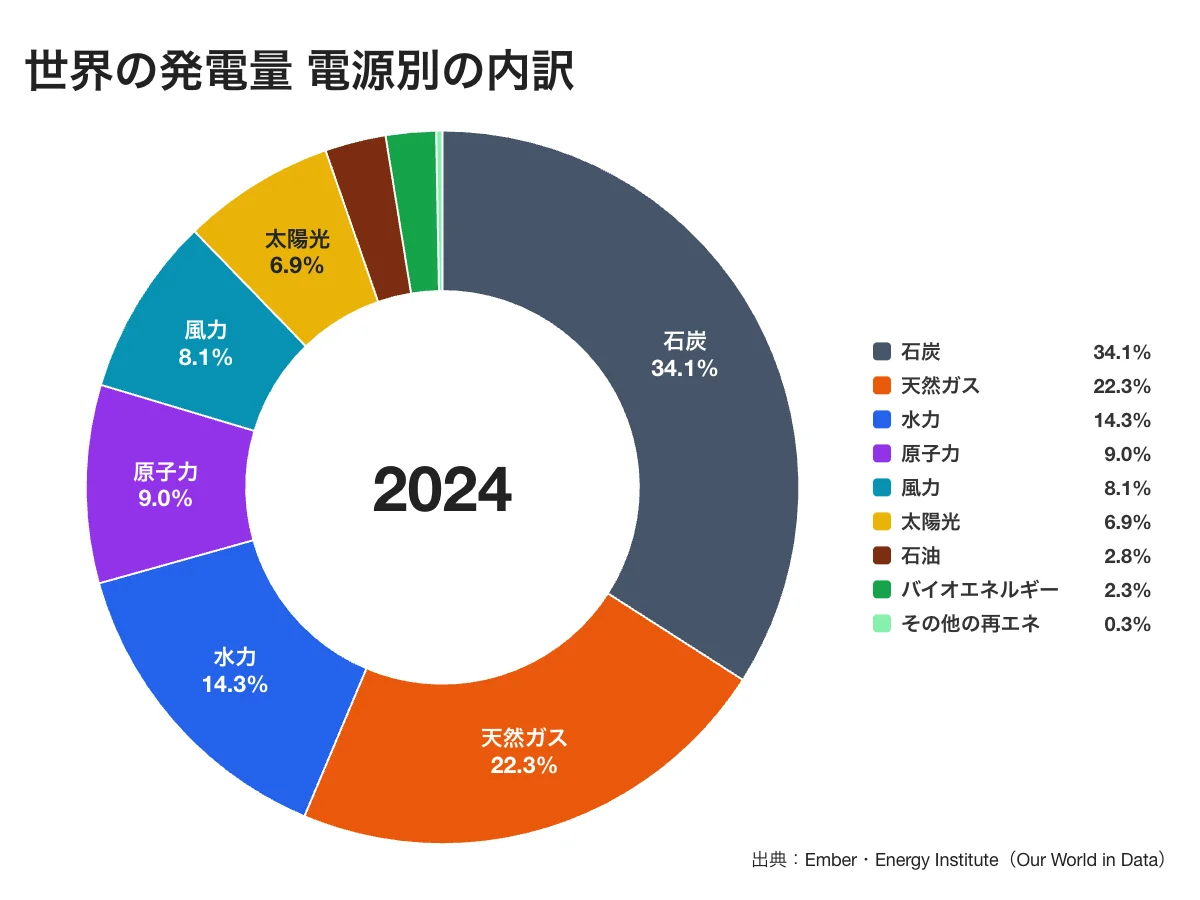 世界の発電量 電源別の内訳
太陽光
6.9%
風力
8.1%
石炭
34.1%
原子力
9.0%
2024
水力
14.3%
天然ガス
22.3%
石炭 34.1%
天然ガス 22.3%
水力 14.3%
原子力 9.0%
風力 8.1%
太陽光 6.9%
石油 2.8%
バイオエネルギー 2.3%
その他の再エネ 0.3%
出典：Ember・Energy Institute（Our World in Data）